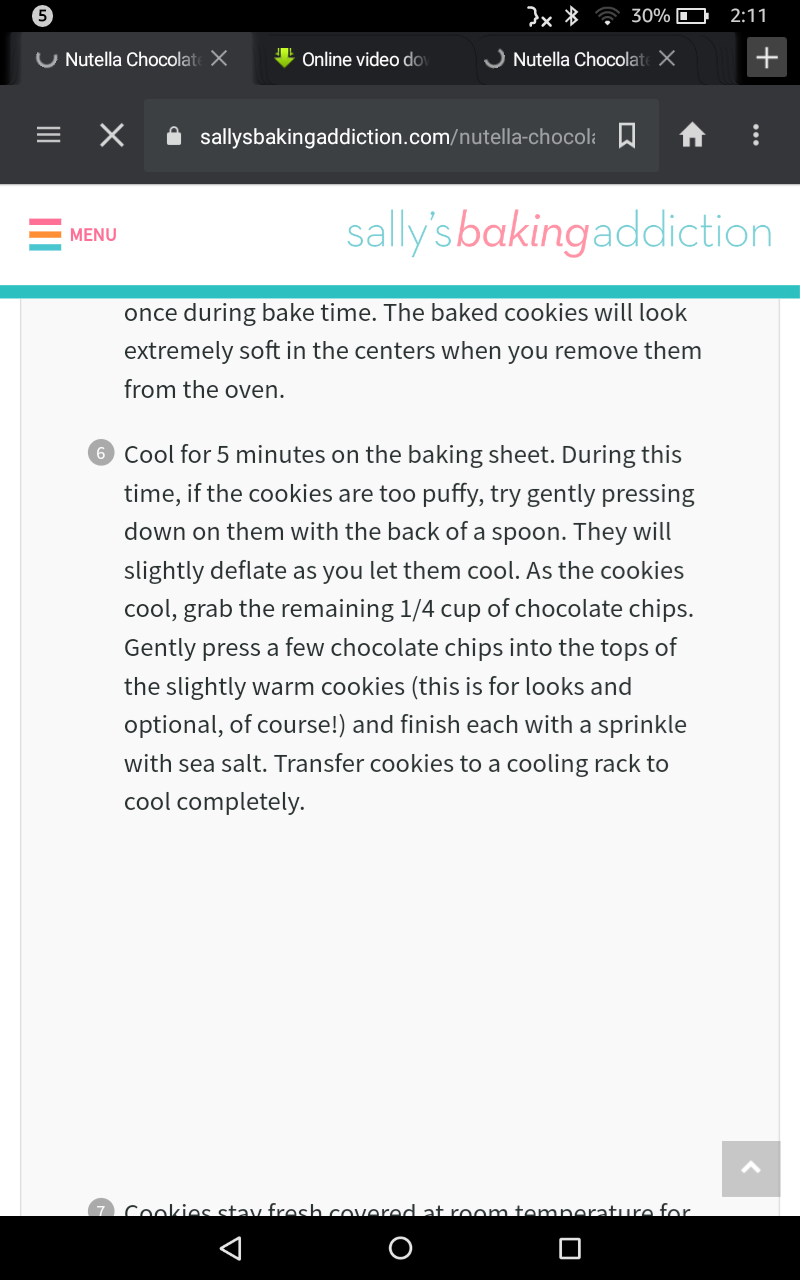 5
30% 2:11
Nutella Chocolat
Online video do
Nutella Chocolat
sallysbakingaddiction.com/nutella-chocola
MENU
sally's baking addiction
once during bake time. The baked cookies will look
extremely soft in the centers when you remove them
from the oven.
6 Cool for 5 minutes on the baking sheet. During this
time, if the cookies are too puffy, try gently pressing
down on them with the back of a spoon. They will
slightly deflate as you let them cool. As the cookies
cool, grab the remaining 1/4 cup of chocolate chips.
Gently press a few chocolate chips into the tops of
the slightly warm cookies (this is for looks and
optional, of course!) and finish each with a sprinkle
with sea salt. Transfer cookies to a cooling rack to
cool completely.
7 Cookies stay fresh covered at room temperature for